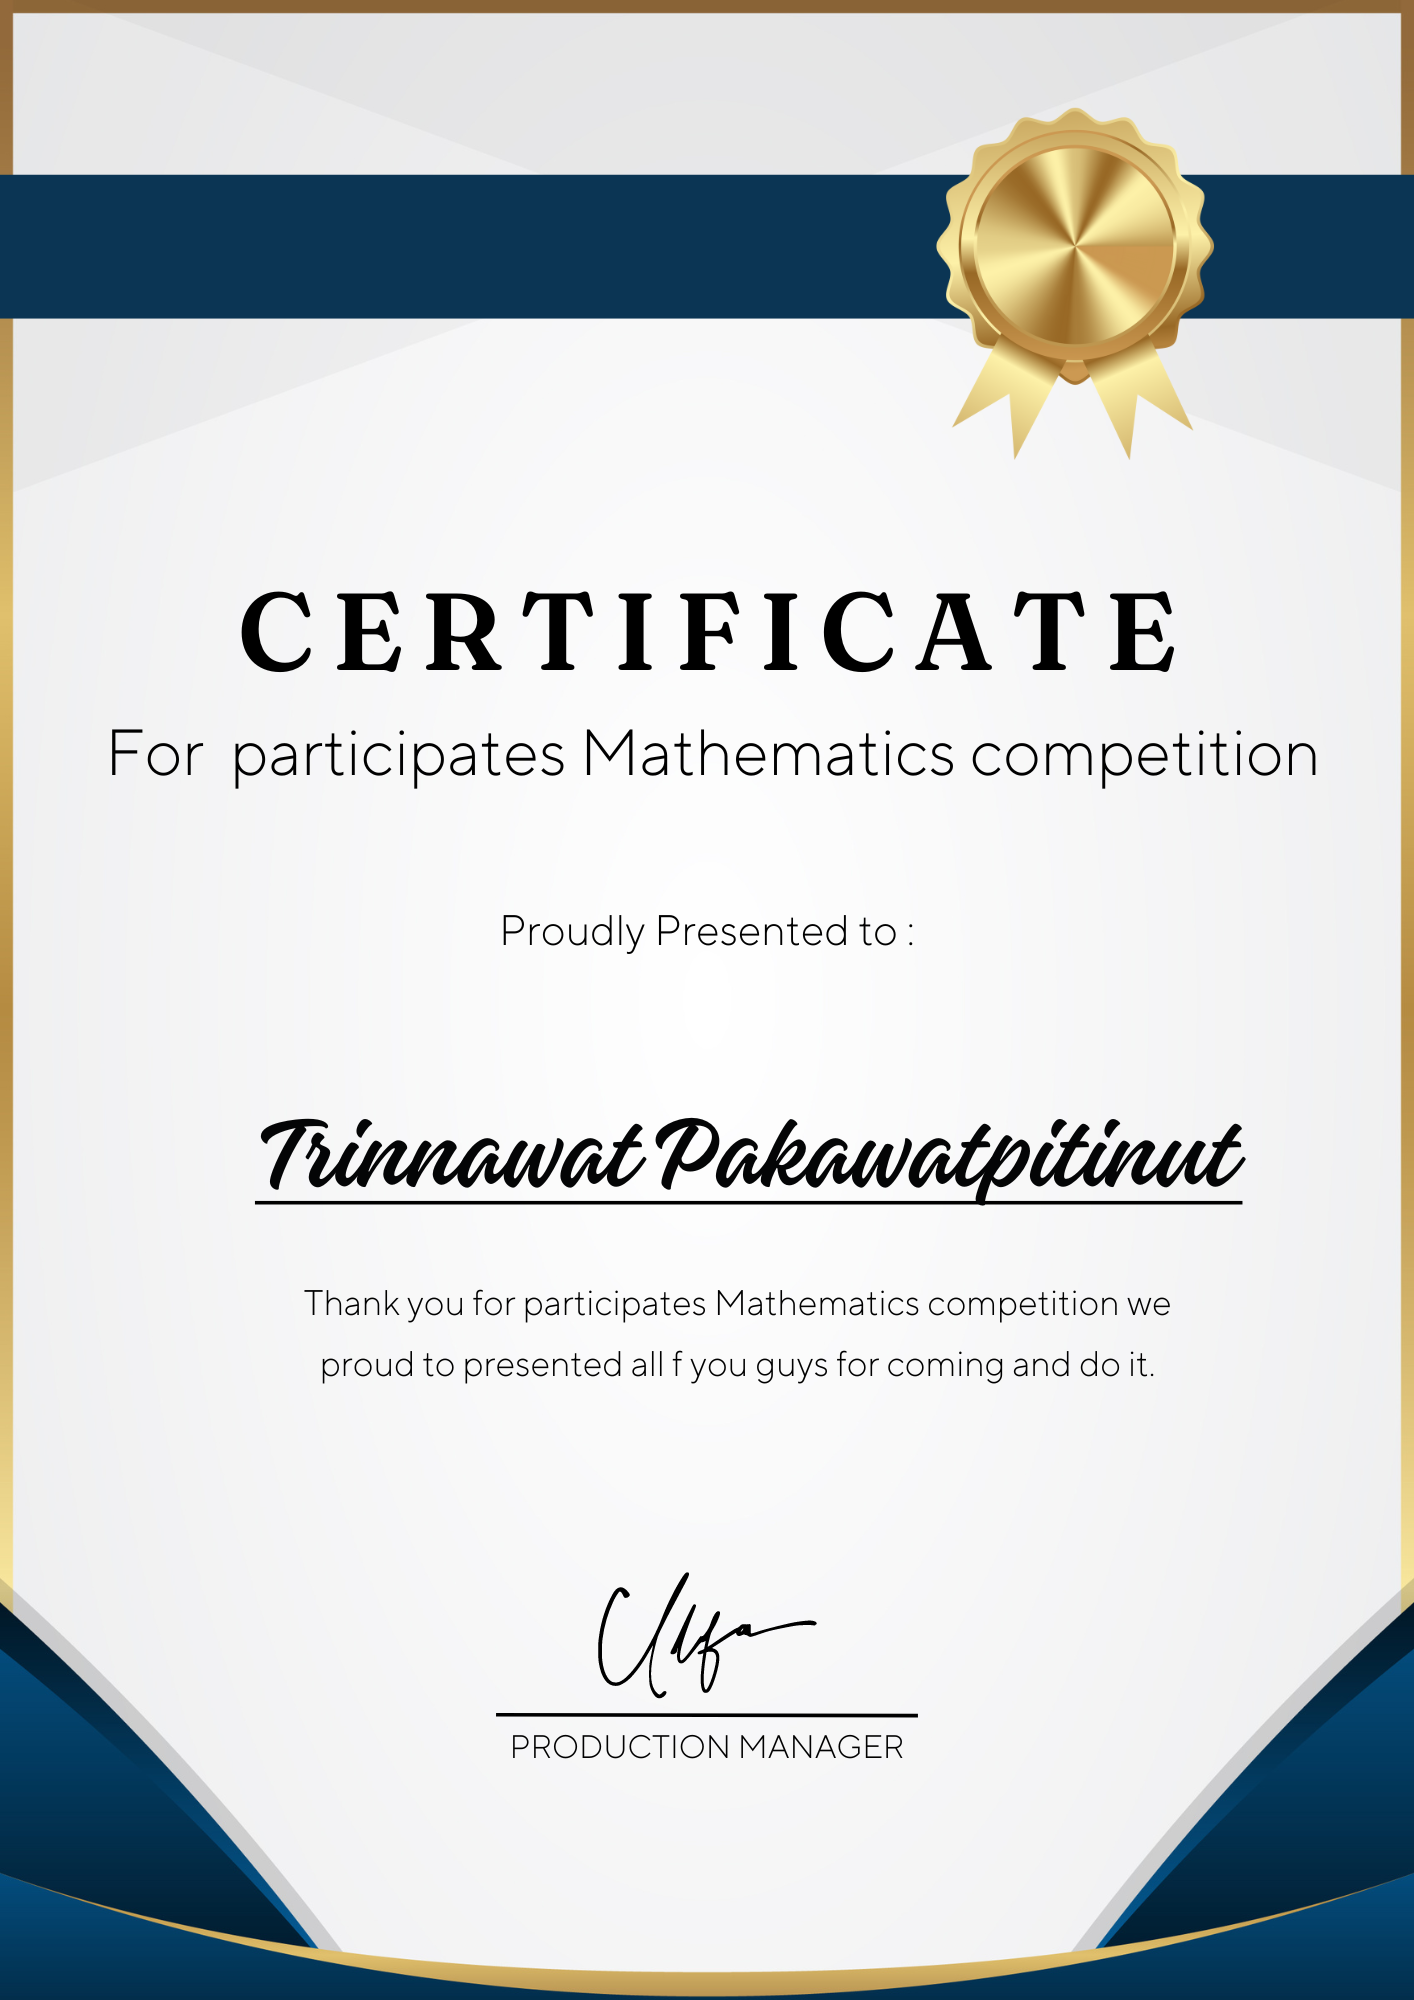 CERTIFICATE
For participates Mathematics competition
Proudly Presented to :
Trinnawat Pakawatpitinut
Thank you for participates Mathematics competition we
proud to presented all f you guys for coming and do it.
Ulfa
PRODUCTION MANAGER